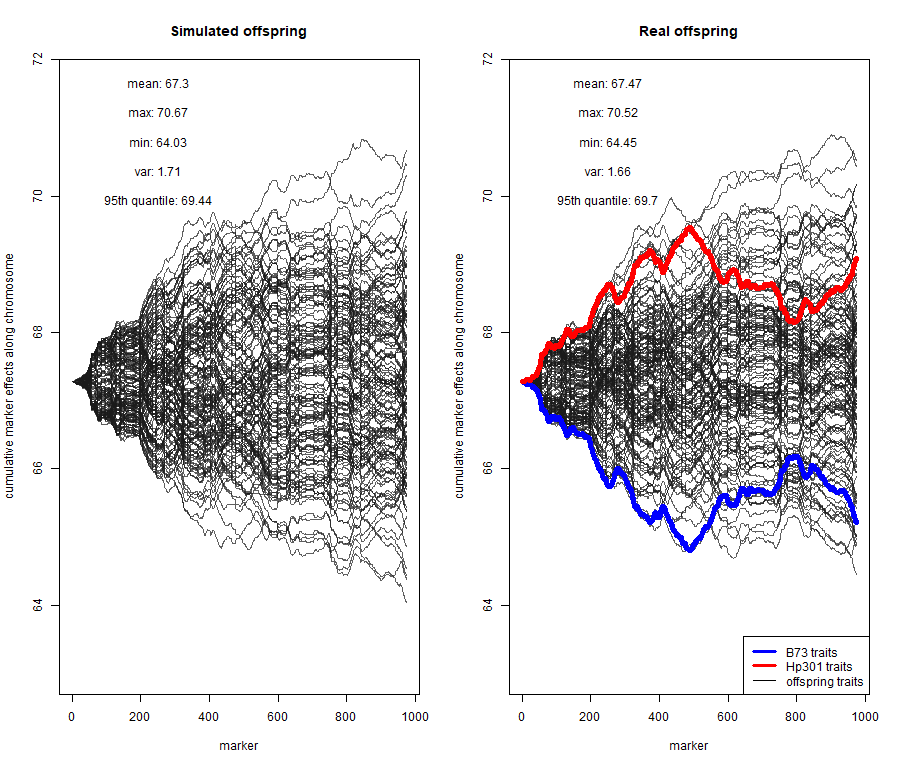 Simulated offspring
mean: 67.3
max: 70.67
min: 64.03
var: 1.71
95th quantile: 69.44
cumulative marker effects along chromosome
72
70
68
66
64
0
200
400
600
800
1000
marker
Real offspring
mean: 67.47
max: 70.52
min: 64.45
var: 1.66
95th quantile: 69.7
cumulative marker effects along chromosome
72
70
68
66
64
B73 traits
Hp301 traits
offspring traits
0
200
400
600
800
1000
marker